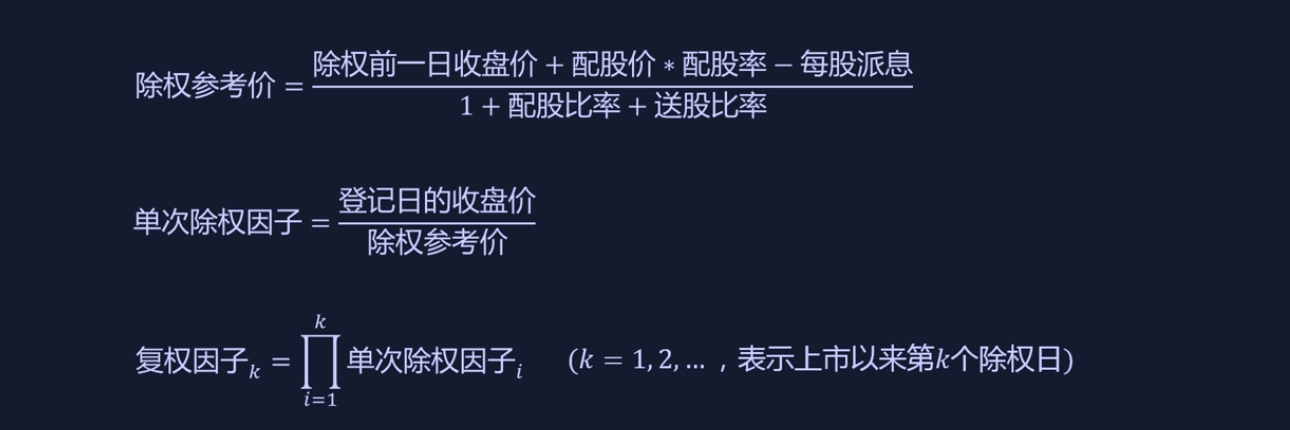 除权参考价 = \frac{除权前一日收盘价 + 配股价 * 配股率 − 每股派息}{1 + 配股比率 + 送股比率}
单次除权因子 = \frac{登记日的收盘价}{除权参考价}
复权因子_k = \prod_{i=1}^{k} 单次除权因子_i (k = 1, 2, … , 表示上市以来第k个除权日)